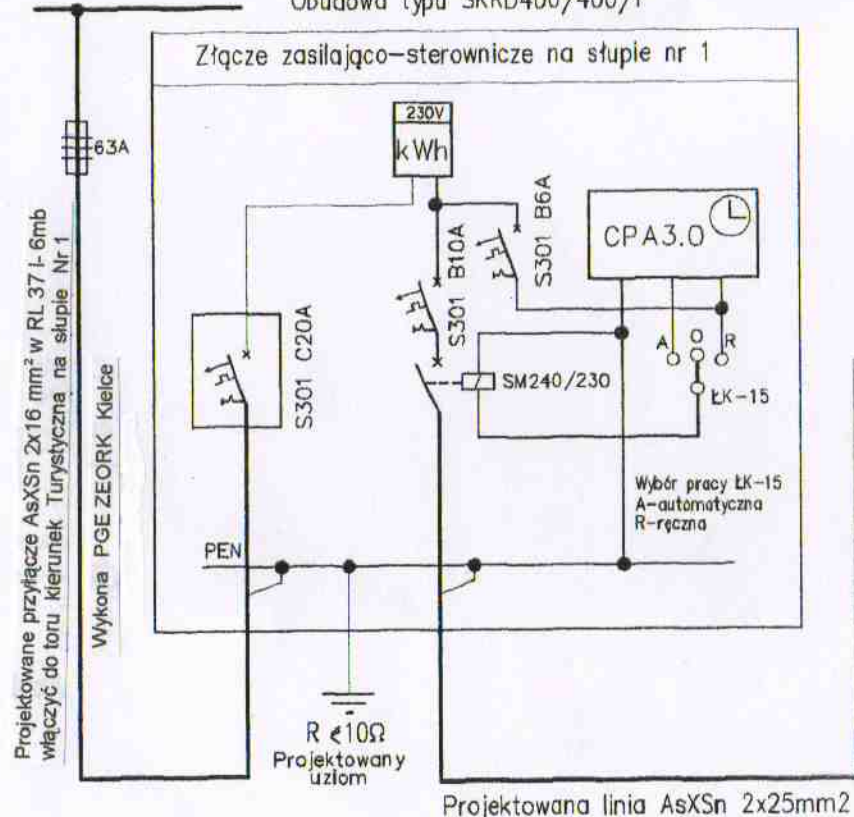 Obudowa typu SKRD400/400/1
Złącze zasilająco-sterownicze na słupie nr 1
63A
230V
kWh
S301 B6A
CPA3.0
S301 B10A
S301 C20A
A
O
R
SM240/230
ŁK-15
Wybór pracy ŁK-15
A-automatyczna
R-ręczna
PEN
R ≮10Ω
Projektowany
uziom
Projektowana linia AsXSn 2x25mm2
Projektowane przyłącze AsXSn 2x16 mm² w RL 37 l- 6mb
włączyć do toru kierunek Turystyczna na słupie Nr 1
Wykona PGE ZEORK Kielce